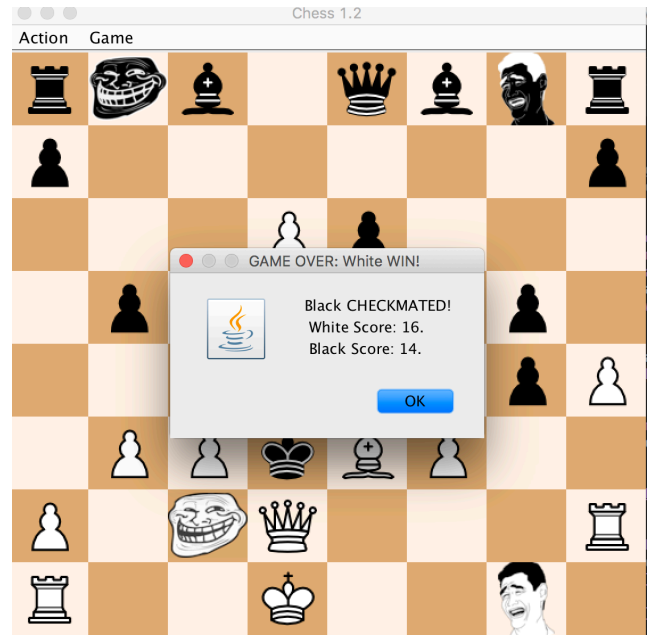 Chess 1.2
Action Game
GAME OVER: White WIN!
Black CHECKMATED!
White Score: 16.
Black Score: 14.
OK